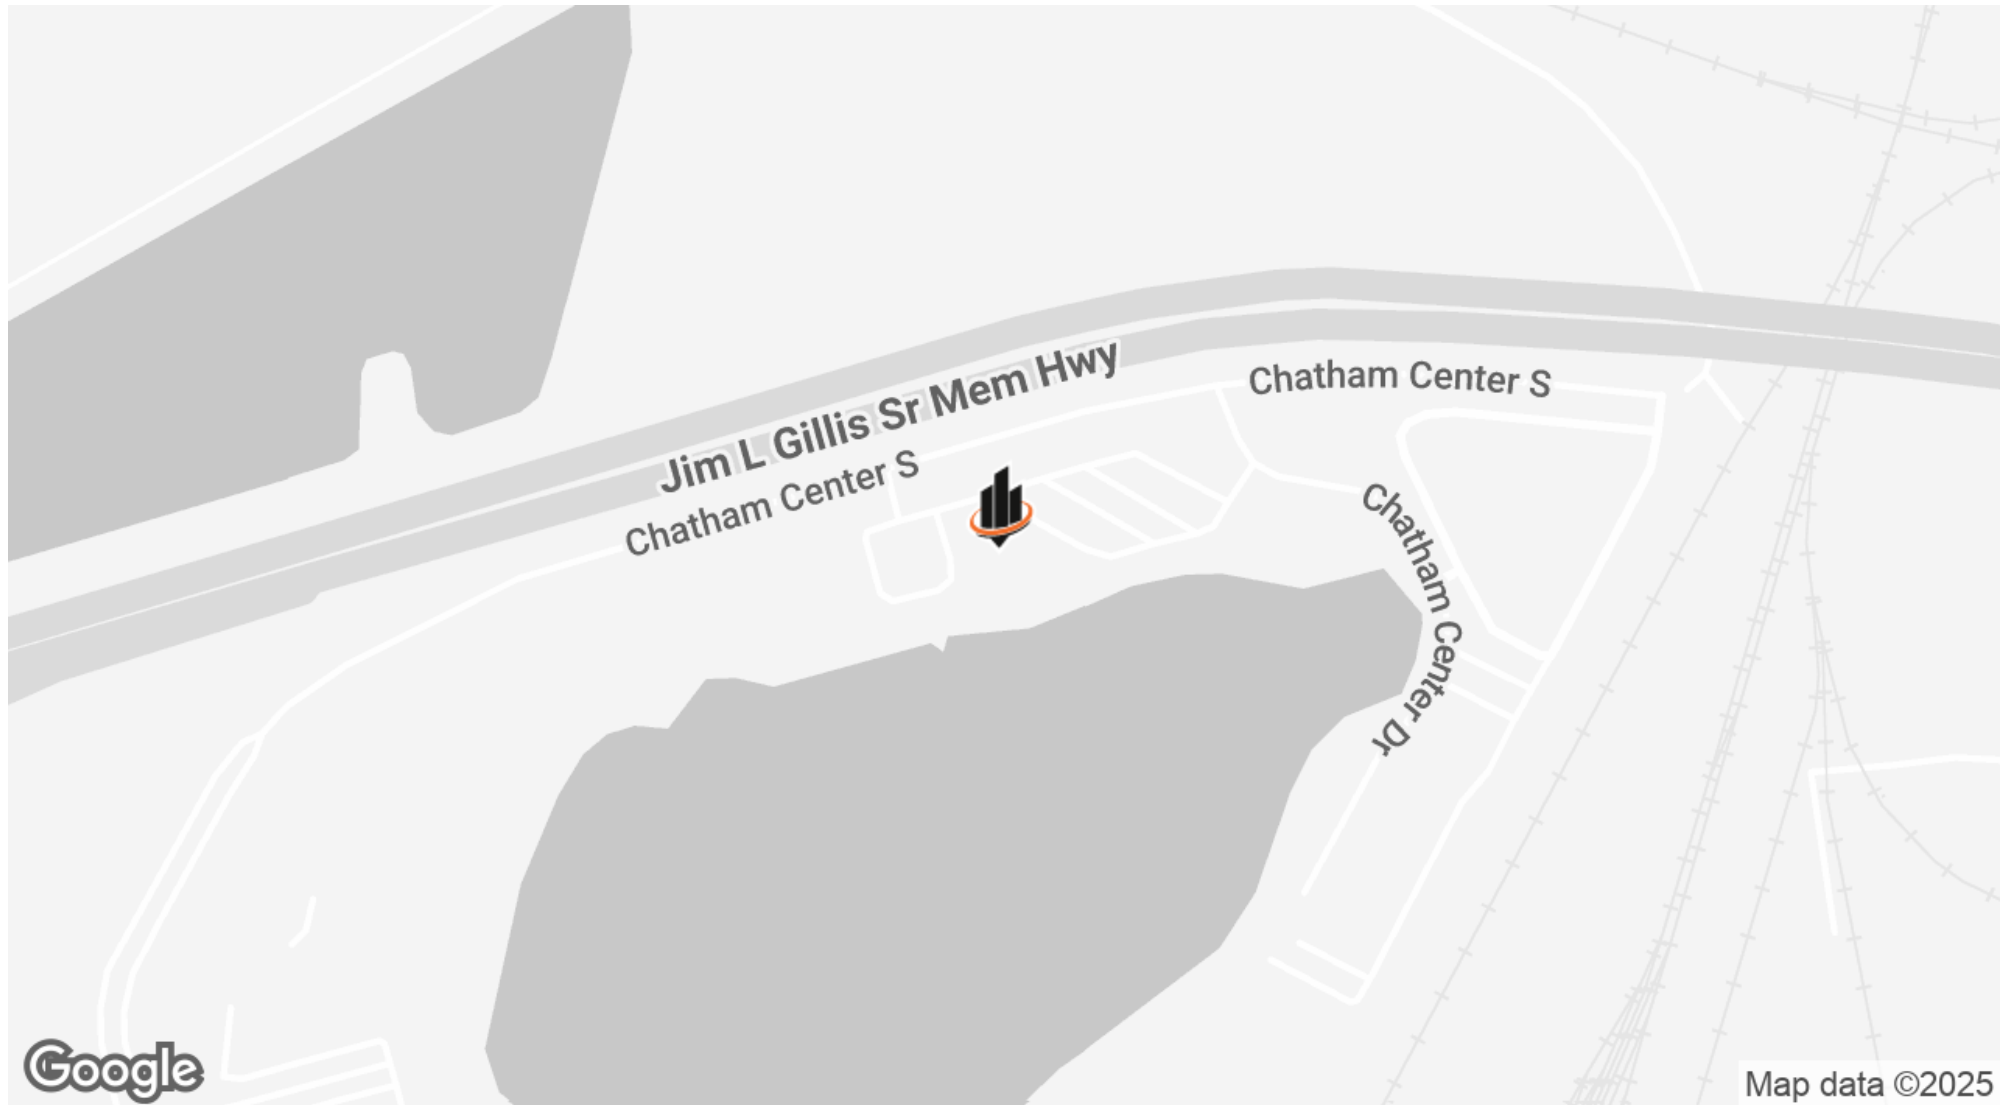 Jim L Gillis Sr Mem Hwy
Chatham Center S
Chatham Center S
Chatham Center Dr
Google
Map data ©2025